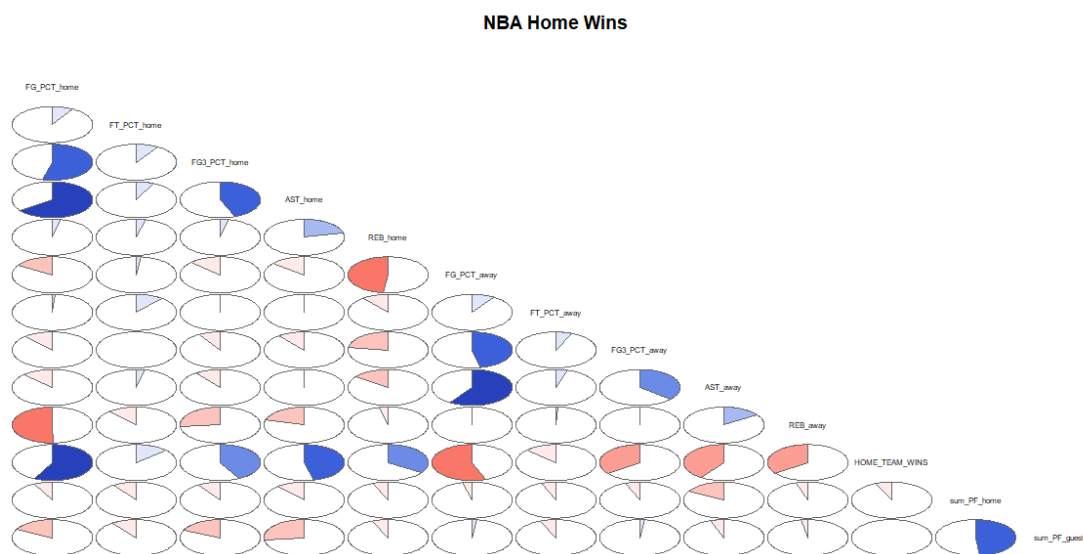 NBA Home Wins
FG_PCT_home
FT_PCT_home
FG3_PCT_home
AST_home
REB_home
FG_PCT_away
FT_PCT_away
FG3_PCT_away
AST_away
REB_away
HOME_TEAM_WINS
sum_PF_home
sum_PF_guest